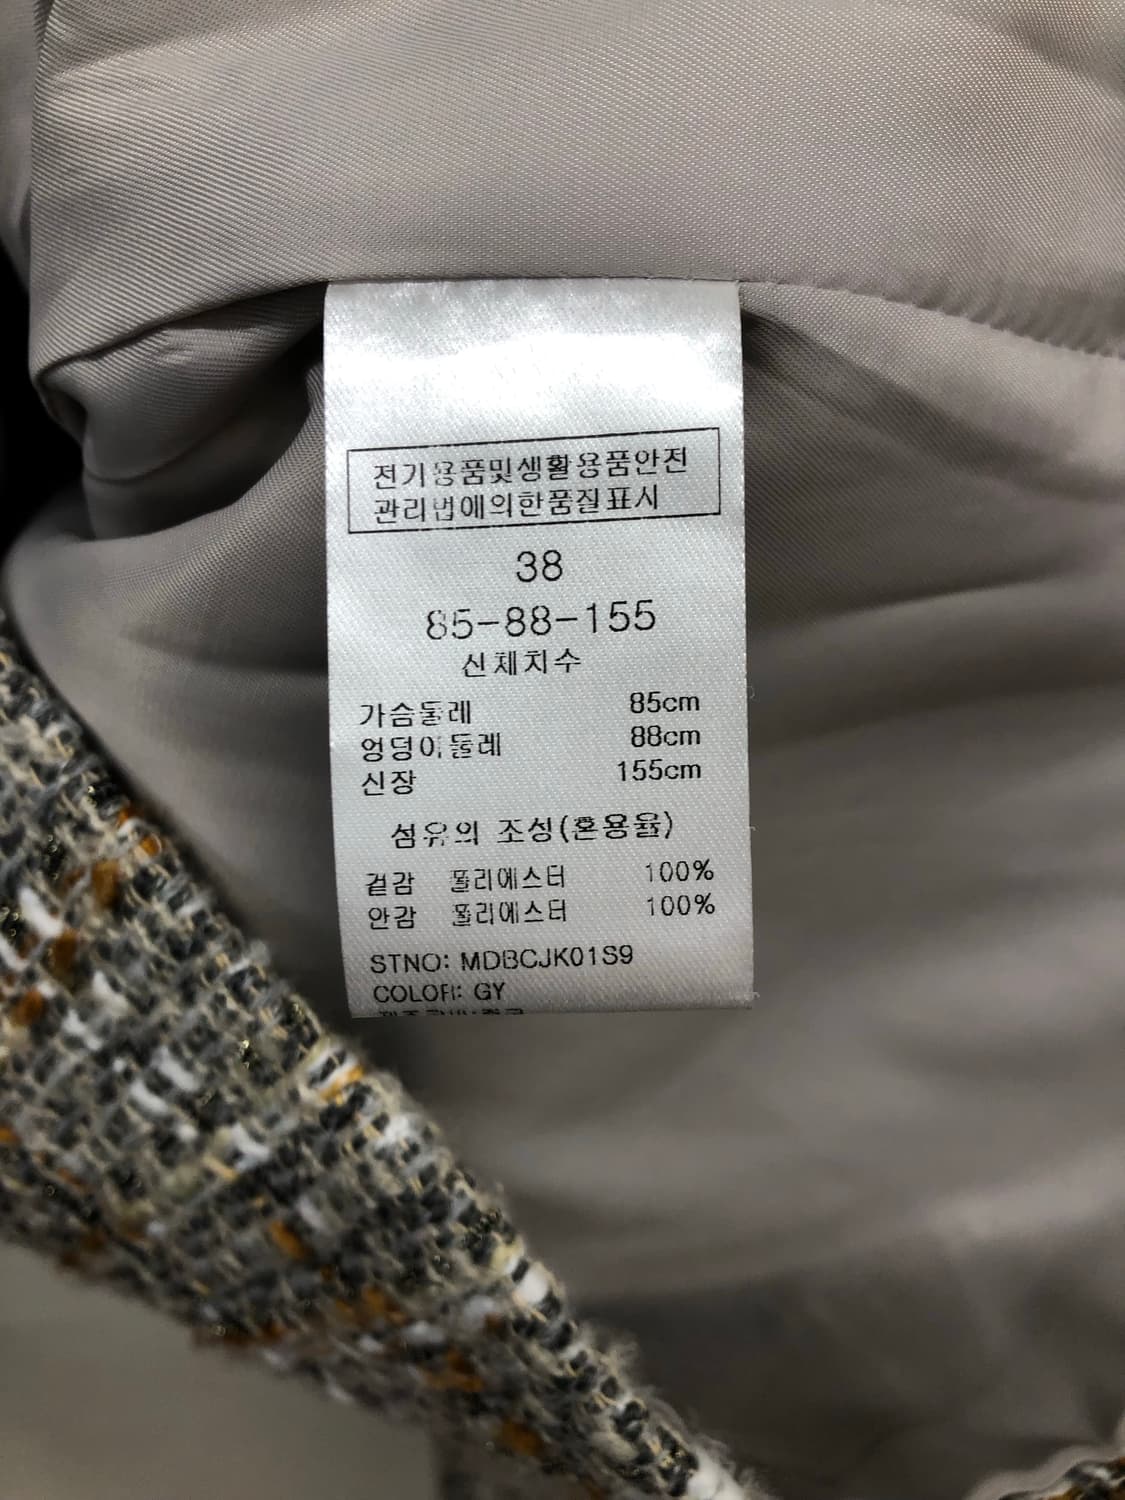 전기용품및생활용품안전
관리법에의한품질표시
38
85-88-155
신체치수
가슴둘레 85cm
엉덩이둘레 88cm
신장 155cm
섬유의 조성(혼용율)
겉감 폴리에스터 100%
안감 폴리에스터 100%
STNO: MDBCJK01S9
COLOR: GY